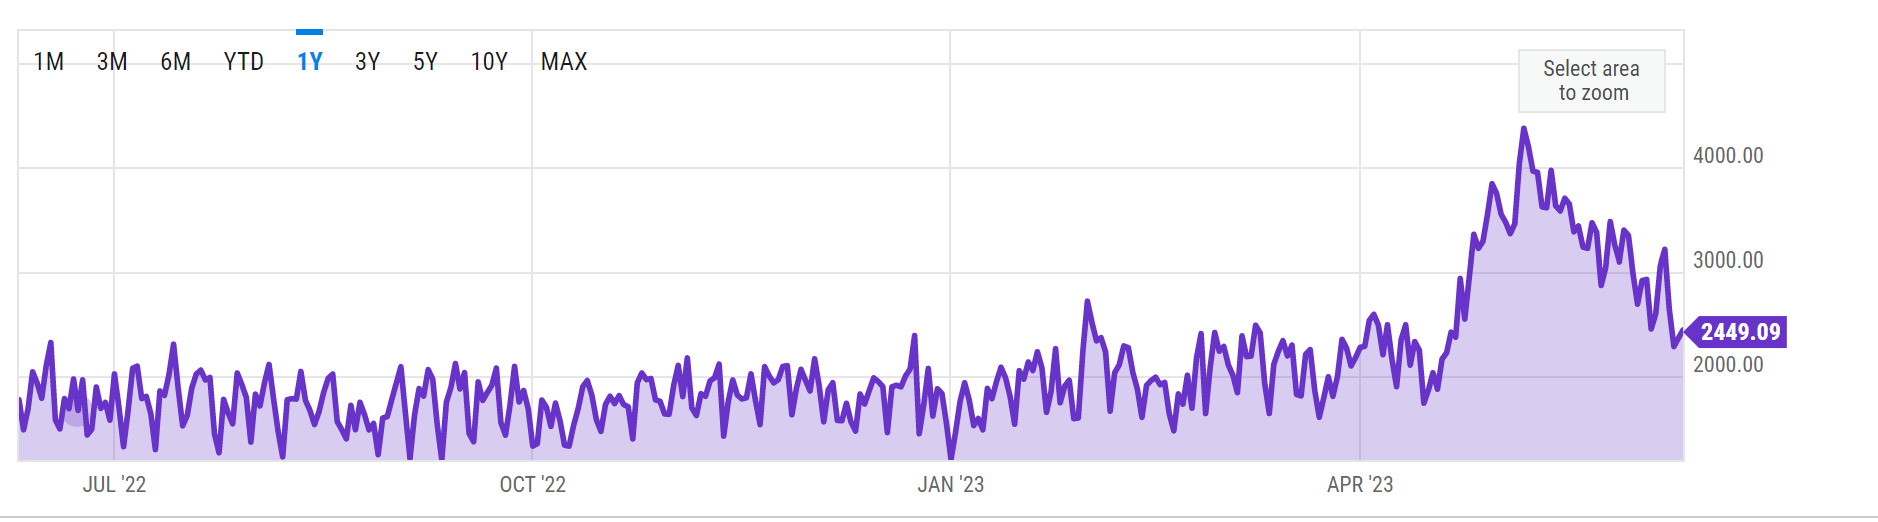 1M 3M 6M YTD 1Y 3Y 5Y 10Y MAX
Select area
to zoom
4000.00
3000.00
2449.09
2000.00
JUL '22 OCT '22 JAN '23 APR '23